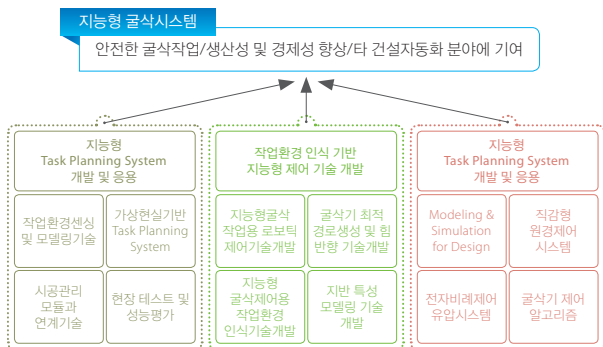 지능형 굴삭시스템
안전한 굴삭작업/생산성 및 경제성 향상/타 건설자동화 분야에 기여
지능형
Task Planning System
개발 및 응용
작업환경센싱
및 모델링기술
가상현실기반
Task Planning
System
시공관리
모듈과
연계기술
현장 테스트 및
성능평가
작업환경 인식 기반
지능형 제어 기술 개발
지능형굴삭
작업용 로보틱
제어기술개발
굴삭기 최적
경로생성 및 힘
반향 기술개발
지능형
굴삭제어용
작업환경
인식기술개발
지반 특성
모델링 기술
개발
지능형
Task Planning System
개발 및 응용
Modeling &
Simulation
for Design
직감형
원경제어
시스템
전자비례제어
유압시스템
굴삭기 제어
알고리즘